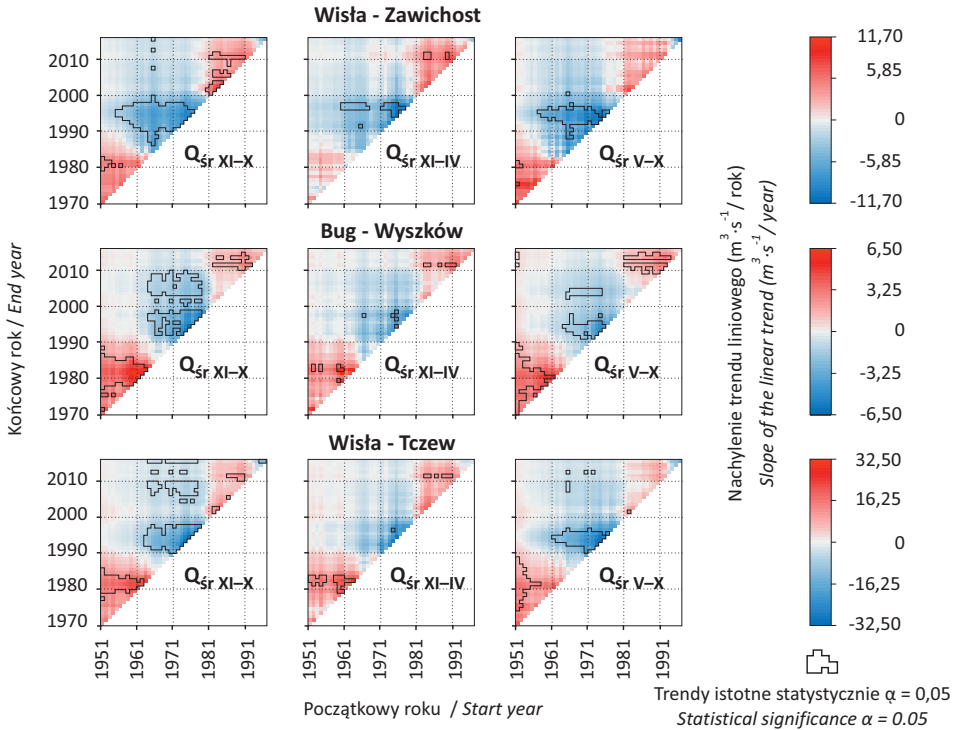 Wisła - Zawichost
2010
2000
1990
1980
1970
Qśr XI–X
Qśr XI–IV
Qśr V–X
11,70
5,85
0
-5,85
-11,70
Bug - Wyszków
2010
2000
1990
1980
1970
Qśr XI–X
Qśr XI–IV
Qśr V–X
6,50
3,25
0
-3,25
-6,50
Wisła - Tczew
2010
2000
1990
1980
1970
Qśr XI–X
Qśr XI–IV
Qśr V–X
32,50
16,25
0
-16,25
-32,50
1951 1961 1971 1981 1991
1951 1961 1971 1981 1991
1951 1961 1971 1981 1991
Końcowy rok / End year
Początkowy roku / Start year
Nachylenie trendu liniowego (m³·s⁻¹ / rok)
Slope of the linear trend (m³·s⁻¹ / year)
Trendy istotne statystycznie α̨ = 0,05
Statistical significance α = 0.05